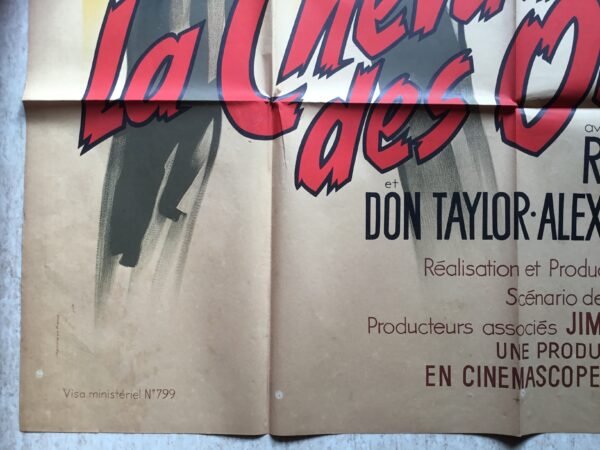 La Cheva
des O
av
R
et
DON TAYLOR·ALEX
Réalisation et Produc
Scénario de
Producteurs associés JIM
UNE PRODU
EN CINEMASCOPE
Visa ministériel N°799